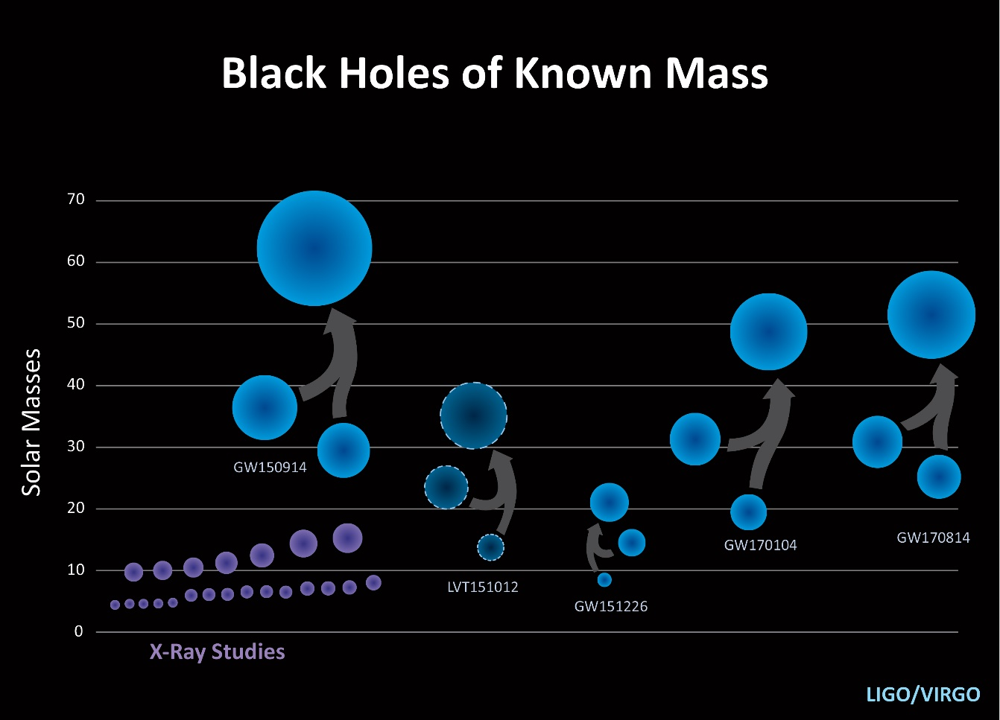 Black Holes of Known Mass
Solar Masses
70
60
50
40
30
20
10
0
GW150914
LVT151012
GW151226
GW170104
GW170814
X-Ray Studies
LIGO/VIRGO